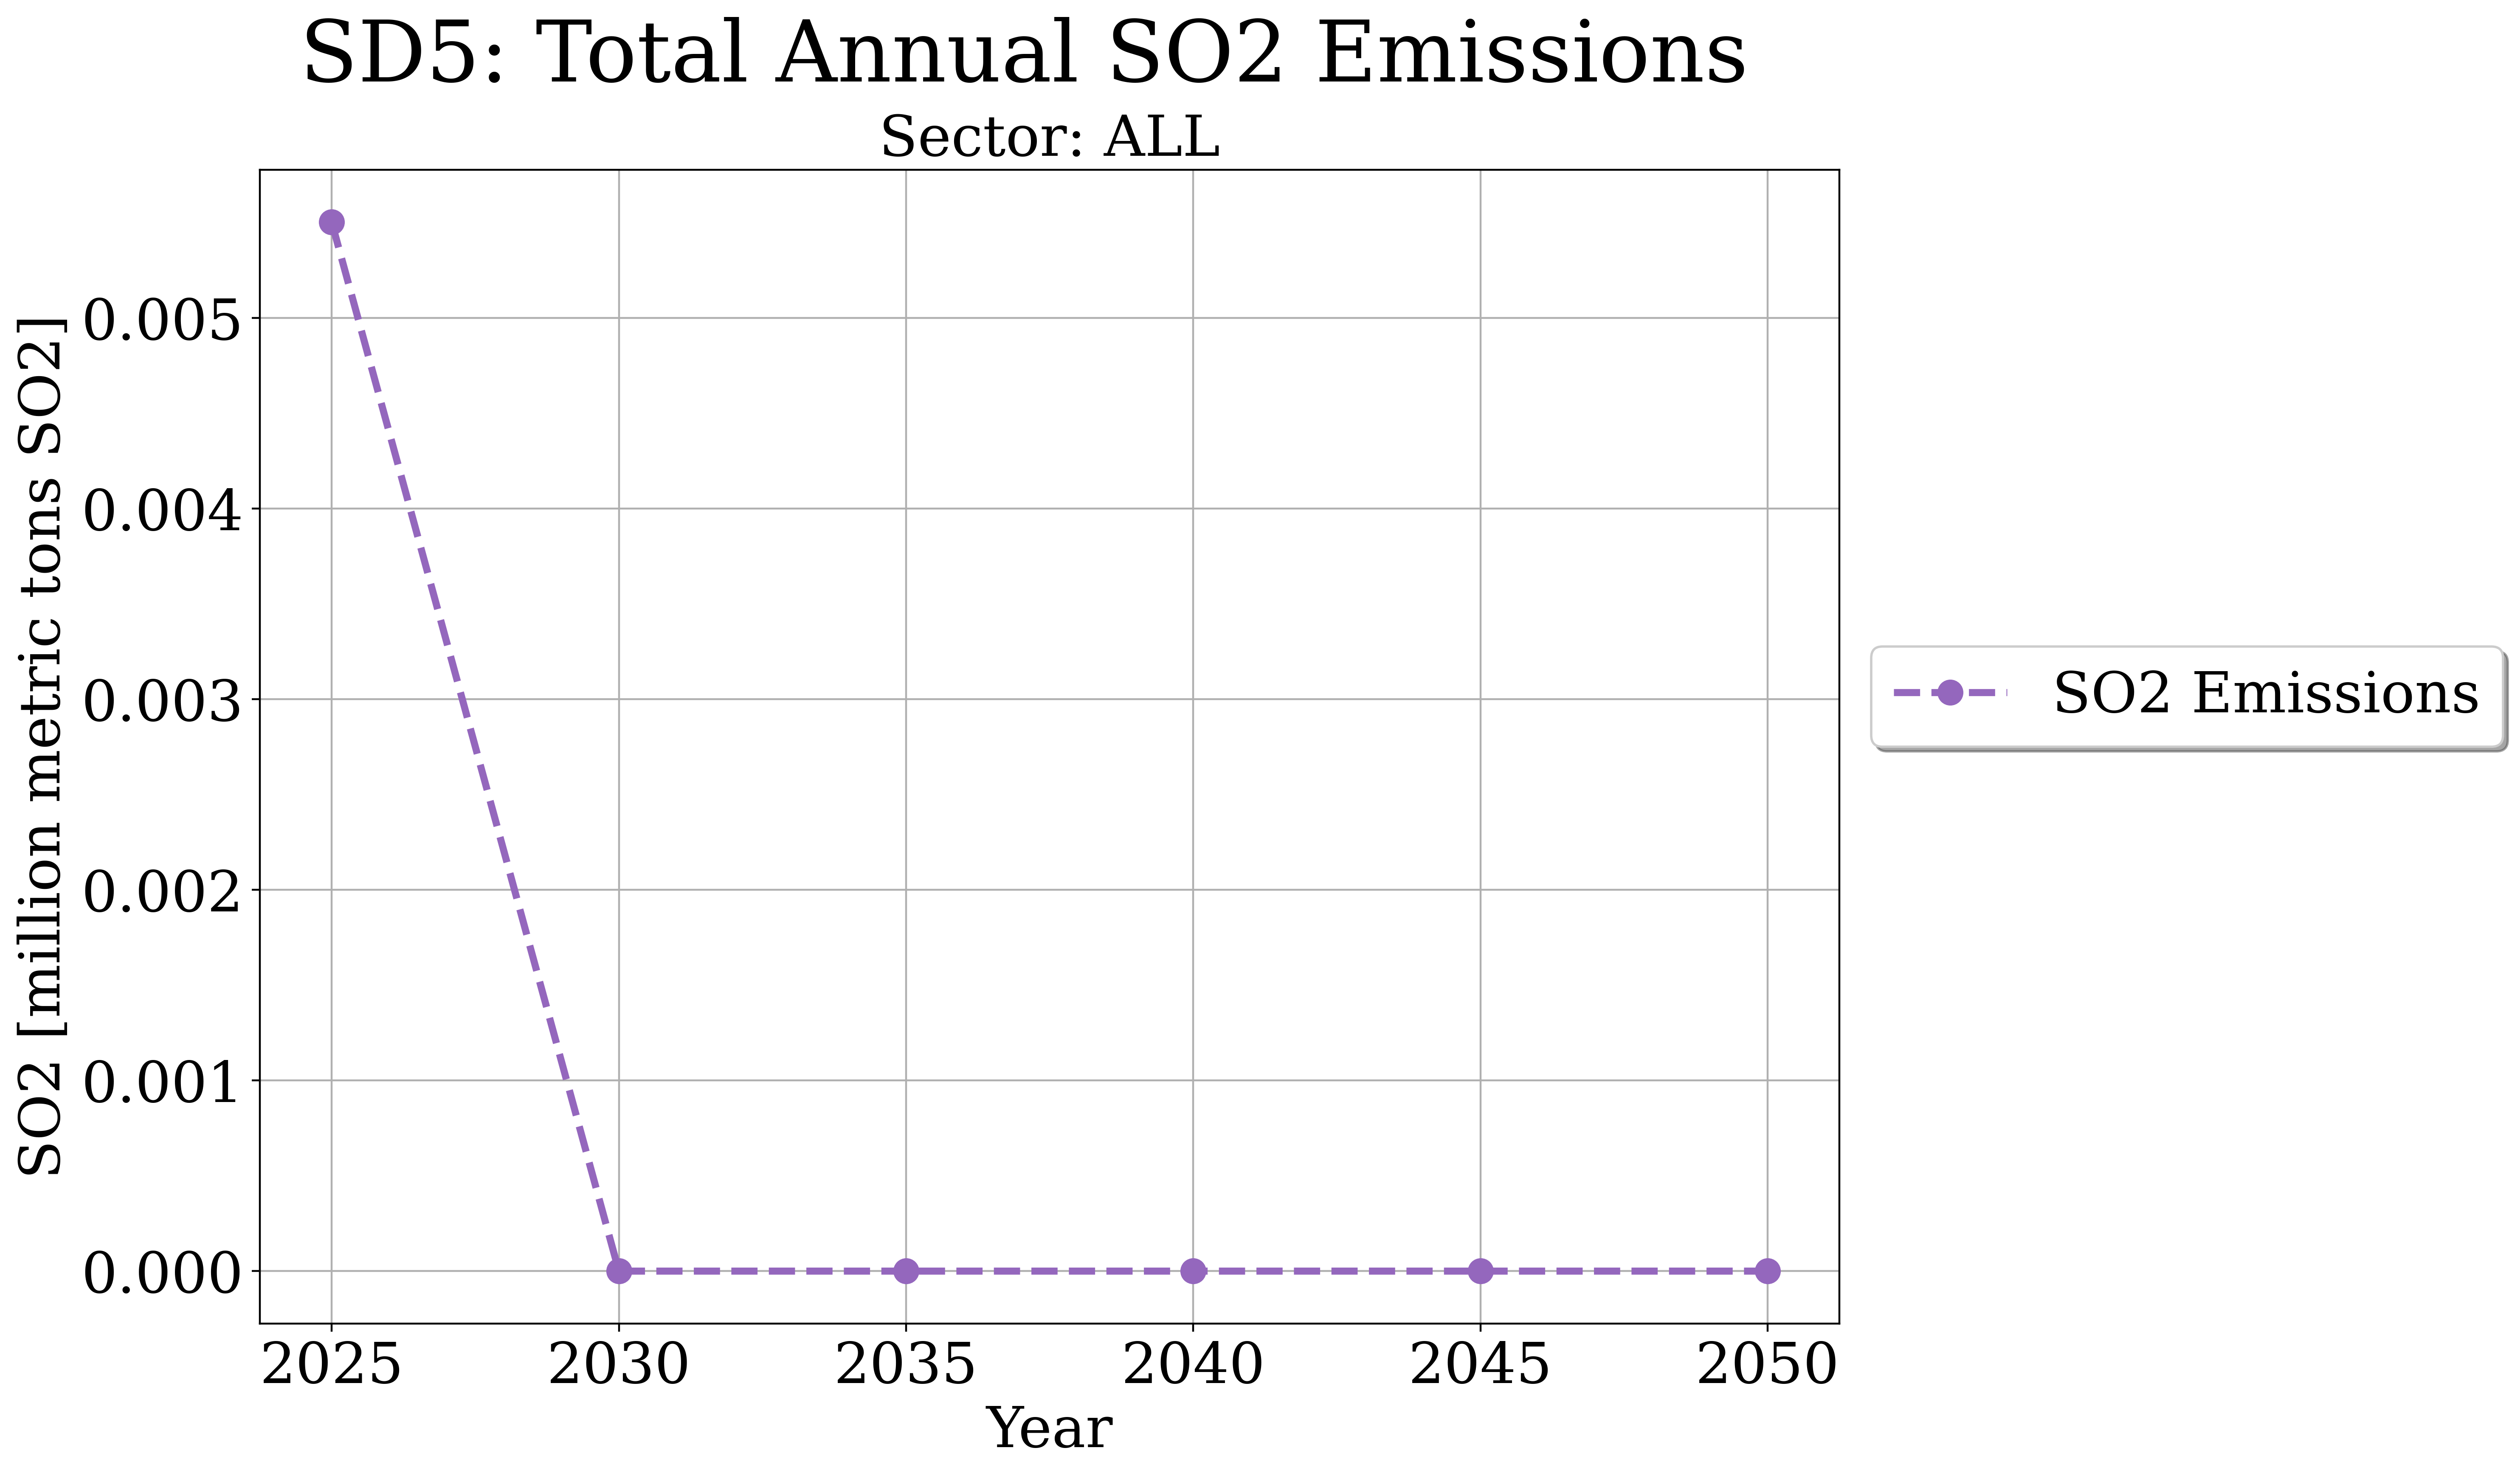 SD5: Total Annual SO2 Emissions
Sector: ALL
SO2 [million metric tons SO2]
0.005
0.004
0.003
0.002
0.001
0.000
2025 2030 2035 2040 2045 2050
Year
SO2 Emissions